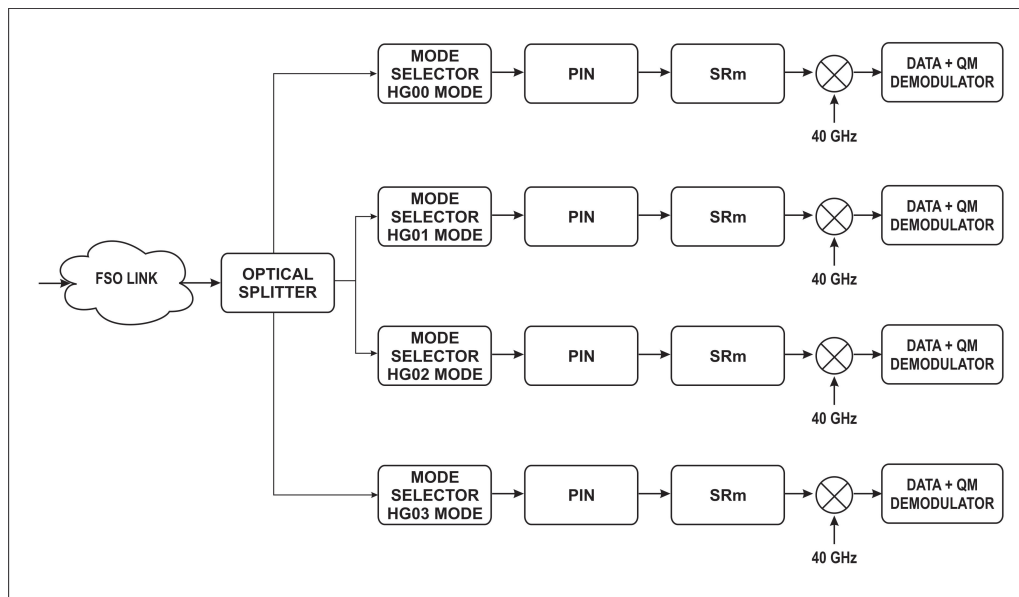 MODE
SELECTOR
HG00 MODE
PIN
SRm
DATA + QM
DEMODULATOR
40 GHz
MODE
SELECTOR
HG01 MODE
PIN
SRm
DATA + QM
DEMODULATOR
40 GHz
FSO LINK
OPTICAL
SPLITTER
MODE
SELECTOR
HG02 MODE
PIN
SRm
DATA + QM
DEMODULATOR
40 GHz
MODE
SELECTOR
HG03 MODE
PIN
SRm
DATA + QM
DEMODULATOR
40 GHz